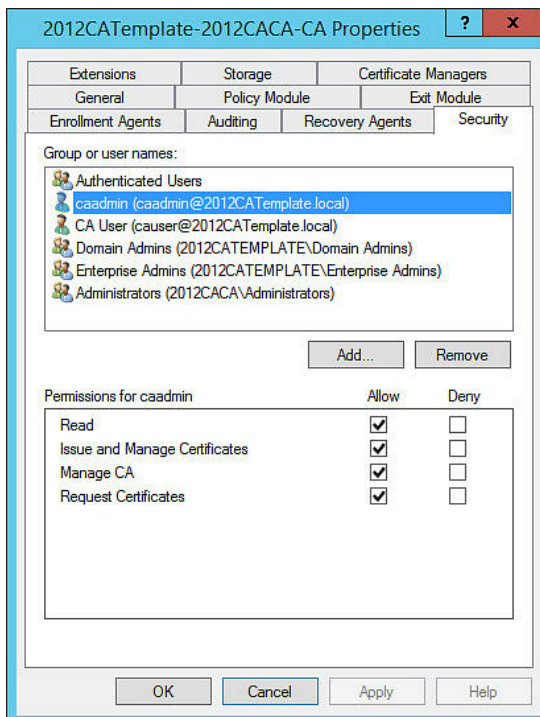 2012CATemplate-2012CACA-CA Properties ? x
Extensions Storage Certificate Managers
General Policy Module Exit Module
Enrollment Agents Auditing Recovery Agents Security
Group or user names:
Authenticated Users
caadmin (caadmin@2012CATemplate.local)
CA User (causer@2012CATemplate.local)
Domain Admins (2012CATEMPLATE\Domain Admins)
Enterprise Admins (2012CATEMPLATE\Enterprise Admins)
Administrators (2012CACA\Administrators)
Add... Remove
Permissions for caadmin Allow Deny
Read
Issue and Manage Certificates
Manage CA
Request Certificates
OK Cancel Apply Help